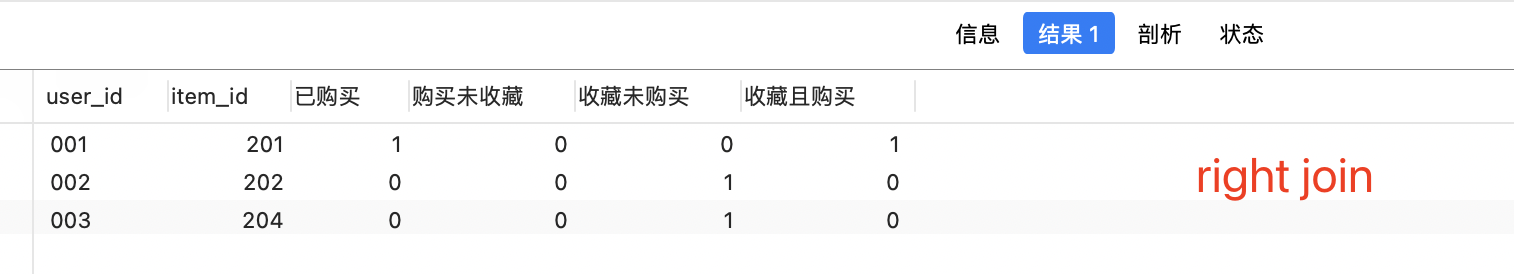 信息 结果 1 剖析 状态
user_id item_id 已购买 购买未收藏 收藏未购买 收藏且购买
001 201 1 0 0 1
002 202 0 0 1 0
003 204 0 0 1 0
right join